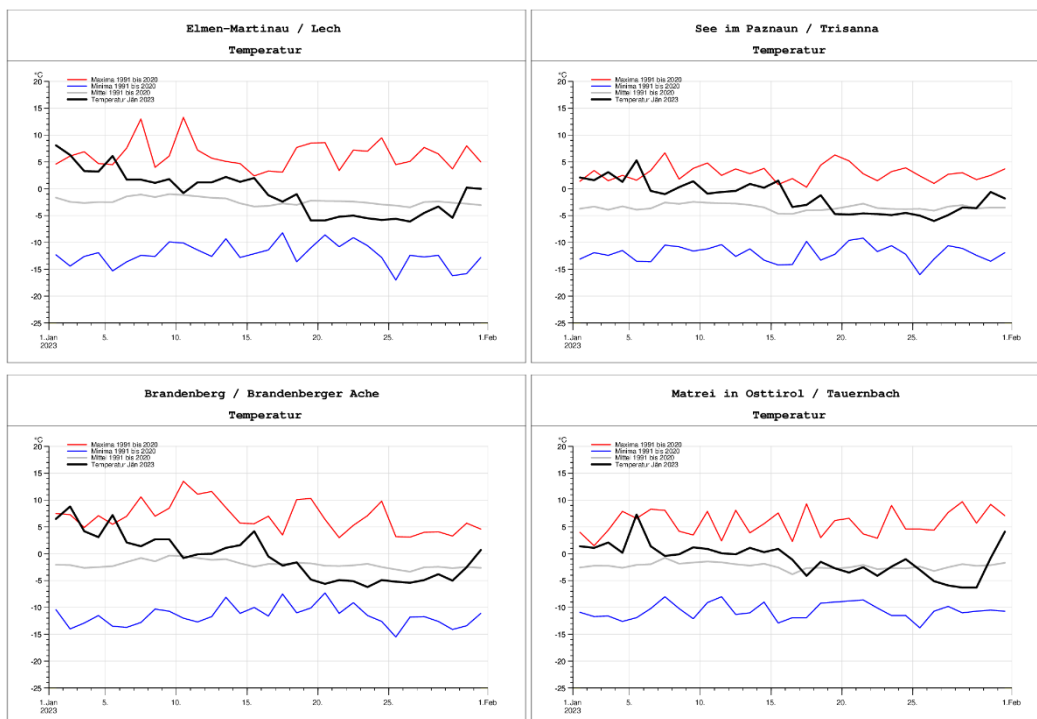 Elmen-Martinau / Lech
Temperatur
°C
Maxima 1991 bis 2020
Minima 1991 bis 2020
Mittel 1991 bis 2020
Temperatur Jän 2023
20
15
10
5
0
-5
-10
-15
-20
-25
1.Jan 5. 10. 15. 20. 25. 1.Feb
2023
See im Paznaun / Trisanna
Temperatur
°C
Maxima 1991 bis 2020
Minima 1991 bis 2020
Mittel 1991 bis 2020
Temperatur Jän 2023
20
15
10
5
0
-5
-10
-15
-20
-25
1.Jan 5. 10. 15. 20. 25. 1.Feb
2023
Brandenberg / Brandenberger Ache
Temperatur
°C
Maxima 1991 bis 2020
Minima 1991 bis 2020
Mittel 1991 bis 2020
Temperatur Jän 2023
20
15
10
5
0
-5
-10
-15
-20
-25
1.Jan 5. 10. 15. 20. 25. 1.Feb
2023
Matrei in Osttirol / Tauernbach
Temperatur
°C
Maxima 1991 bis 2020
Minima 1991 bis 2020
Mittel 1991 bis 2020
Temperatur Jän 2023
20
15
10
5
0
-5
-10
-15
-20
-25
1.Jan 5. 10. 15. 20. 25. 1.Feb
2023